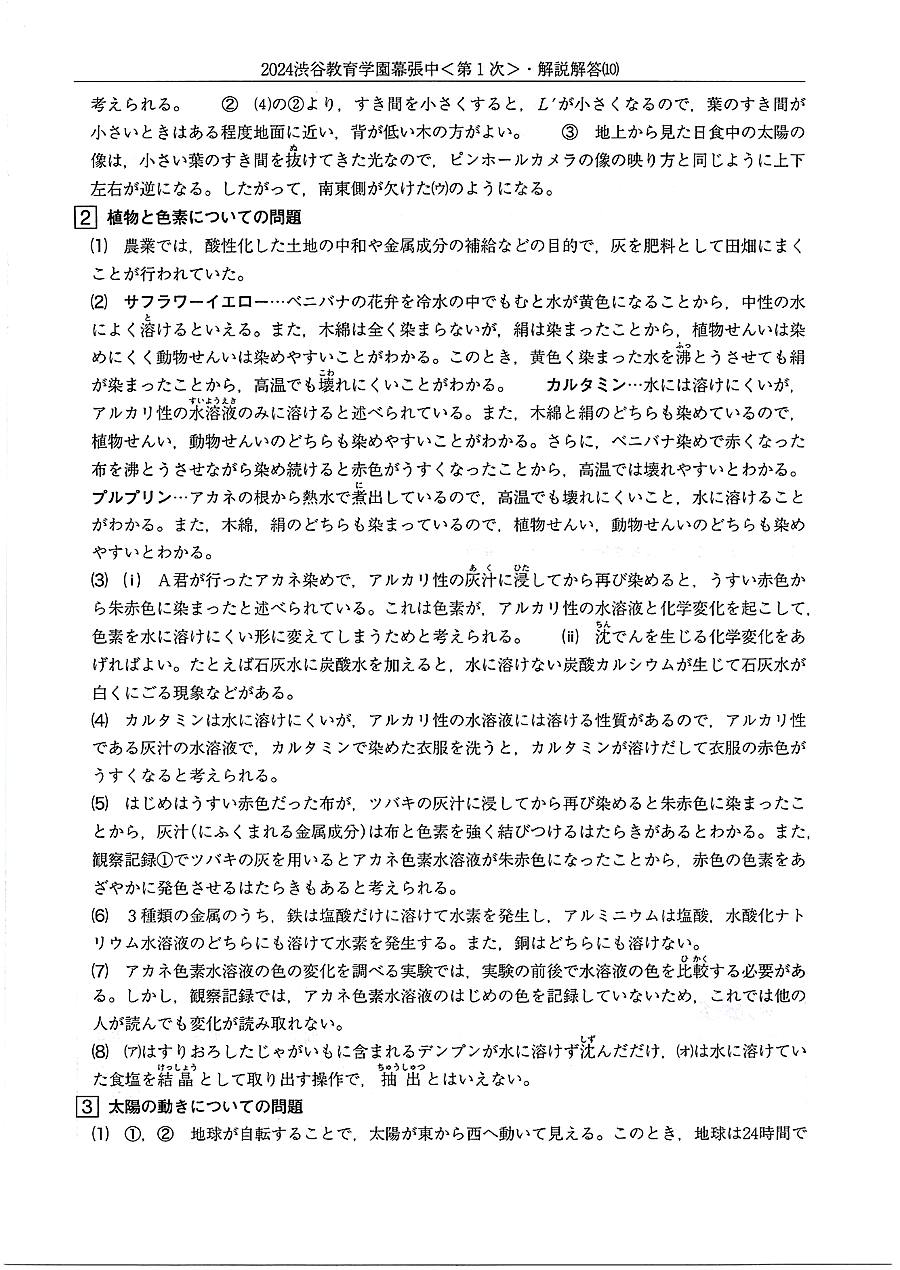 2024渋谷教育学園幕張中＜第１次＞・解説解答⑽
考えられる。　② ⑷の②より，すき間を小さくすると，L′が小さくなるので，葉のすき間が
小さいときはある程度地面に近い，背が低い木の方がよい。　③ 地上から見た日食中の太陽の
ぬ
像は，小さい葉のすき間を抜けてきた光なので，ピンホールカメラの像の映り方と同じように上下
左右が逆になる。したがって，南東側が欠けた(ウ)のようになる。
2 植物と色素についての問題
⑴ 農業では，酸性化した土地の中和や金属成分の補給などの目的で，灰を肥料として田畑にまく
ことが行われていた。
⑵ サフラワーイエロー…ベニバナの花弁を冷水の中でもむと水が黄色になることから，中性の水
と
によく溶けるといえる。また，木綿は全く染まらないが，絹は染まったことから，植物せんいは染
ふっ
めにくく動物せんいは染めやすいことがわかる。このとき，黄色く染まった水を沸とうさせても絹
こわ
が染まったことから，高温でも壊れにくいことがわかる。　カルタミン…水には溶けにくいが，
すいようえき
アルカリ性の水溶液のみに溶けると述べられている。また，木綿と絹のどちらも染めているので，
植物せんい，動物せんいのどちらも染めやすいことがわかる。さらに，ベニバナ染めで赤くなった
布を沸とうさせながら染め続けると赤色がうすくなったことから，高温では壊れやすいとわかる。
に
プルプリン…アカネの根から熱水で煮出しているので，高温でも壊れにくいこと，水に溶けること
がわかる。また，木綿，絹のどちらも染まっているので，植物せんい，動物せんいのどちらも染め
やすいとわかる。
あく ひた
⑶ (ⅰ) Ａ君が行ったアカネ染めで，アルカリ性の灰汁に浸してから再び染めると，うすい赤色か
ら朱赤色に染まったと述べられている。これは色素が，アルカリ性の水溶液と化学変化を起こして，
ちん
色素を水に溶けにくい形に変えてしまうためと考えられる。　(ⅱ) 沈でんを生じる化学変化をあ
げればよい。たとえば石灰水に炭酸水を加えると，水に溶けない炭酸カルシウムが生じて石灰水が
白くにごる現象などがある。
⑷ カルタミンは水に溶けにくいが，アルカリ性の水溶液には溶ける性質があるので，アルカリ性
である灰汁の水溶液で，カルタミンで染めた衣服を洗うと，カルタミンが溶けだして衣服の赤色が
うすくなると考えられる。
⑸ はじめはうすい赤色だった布が，ツバキの灰汁に浸してから再び染めると朱赤色に染まったこ
とから，灰汁(にふくまれる金属成分)は布と色素を強く結びつけるはたらきがあるとわかる。また，
観察記録①でツバキの灰を用いるとアカネ色素水溶液が朱赤色になったことから，赤色の色素をあ
ざやかに発色させるはたらきもあると考えられる。
⑹ ３種類の金属のうち，鉄は塩酸だけに溶けて水素を発生し，アルミニウムは塩酸，水酸化ナト
リウム水溶液のどちらにも溶けて水素を発生する。また，銅はどちらにも溶けない。
ひかく
⑺ アカネ色素水溶液の色の変化を調べる実験では，実験の前後で水溶液の色を比較する必要があ
る。しかし，観察記録では，アカネ色素水溶液のはじめの色を記録していないため，これでは他の
人が読んでも変化が読み取れない。
しず
⑻ (ア)はすりおろしたじゃがいもに含まれるデンプンが水に溶けず沈んだだけ，(オ)は水に溶けてい
けっしょう ちゅうしゅつ
た食塩を結晶として取り出す操作で，抽出とはいえない。
3 太陽の動きについての問題
⑴ ①，② 地球が自転することで，太陽が東から西へ動いて見える。このとき，地球は24時間で